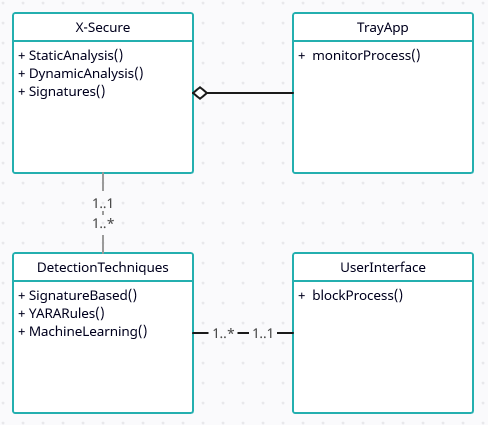 X-Secure
+ StaticAnalysis()
+ DynamicAnalysis()
+ Signatures()
TrayApp
+ monitorProcess()
1..1
1..*
DetectionTechniques
+ SignatureBased()
+ YARARules()
+ MachineLearning()
1..* 1..1
UserInterface
+ blockProcess()